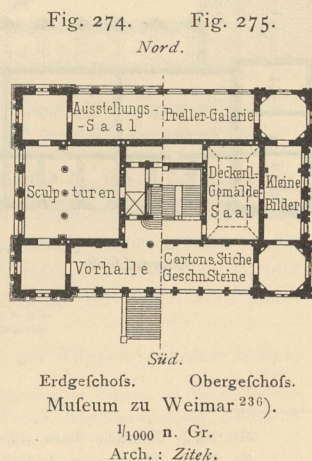 Fig. 274. Fig. 275.
Nord.
Ausstellungs- Preller-Galerie
-Saal
Sculpturen
Deckenl.
Gemälde
Saal
Kleine
Bilder
Vorhalle
Cartons, Stiche
Geschn.Steine
Süd.
Erdgeſchoſs. Obergeſchoſs.
Muſeum zu Weimar 236).
1/1000 n. Gr.
Arch.: Zitek.